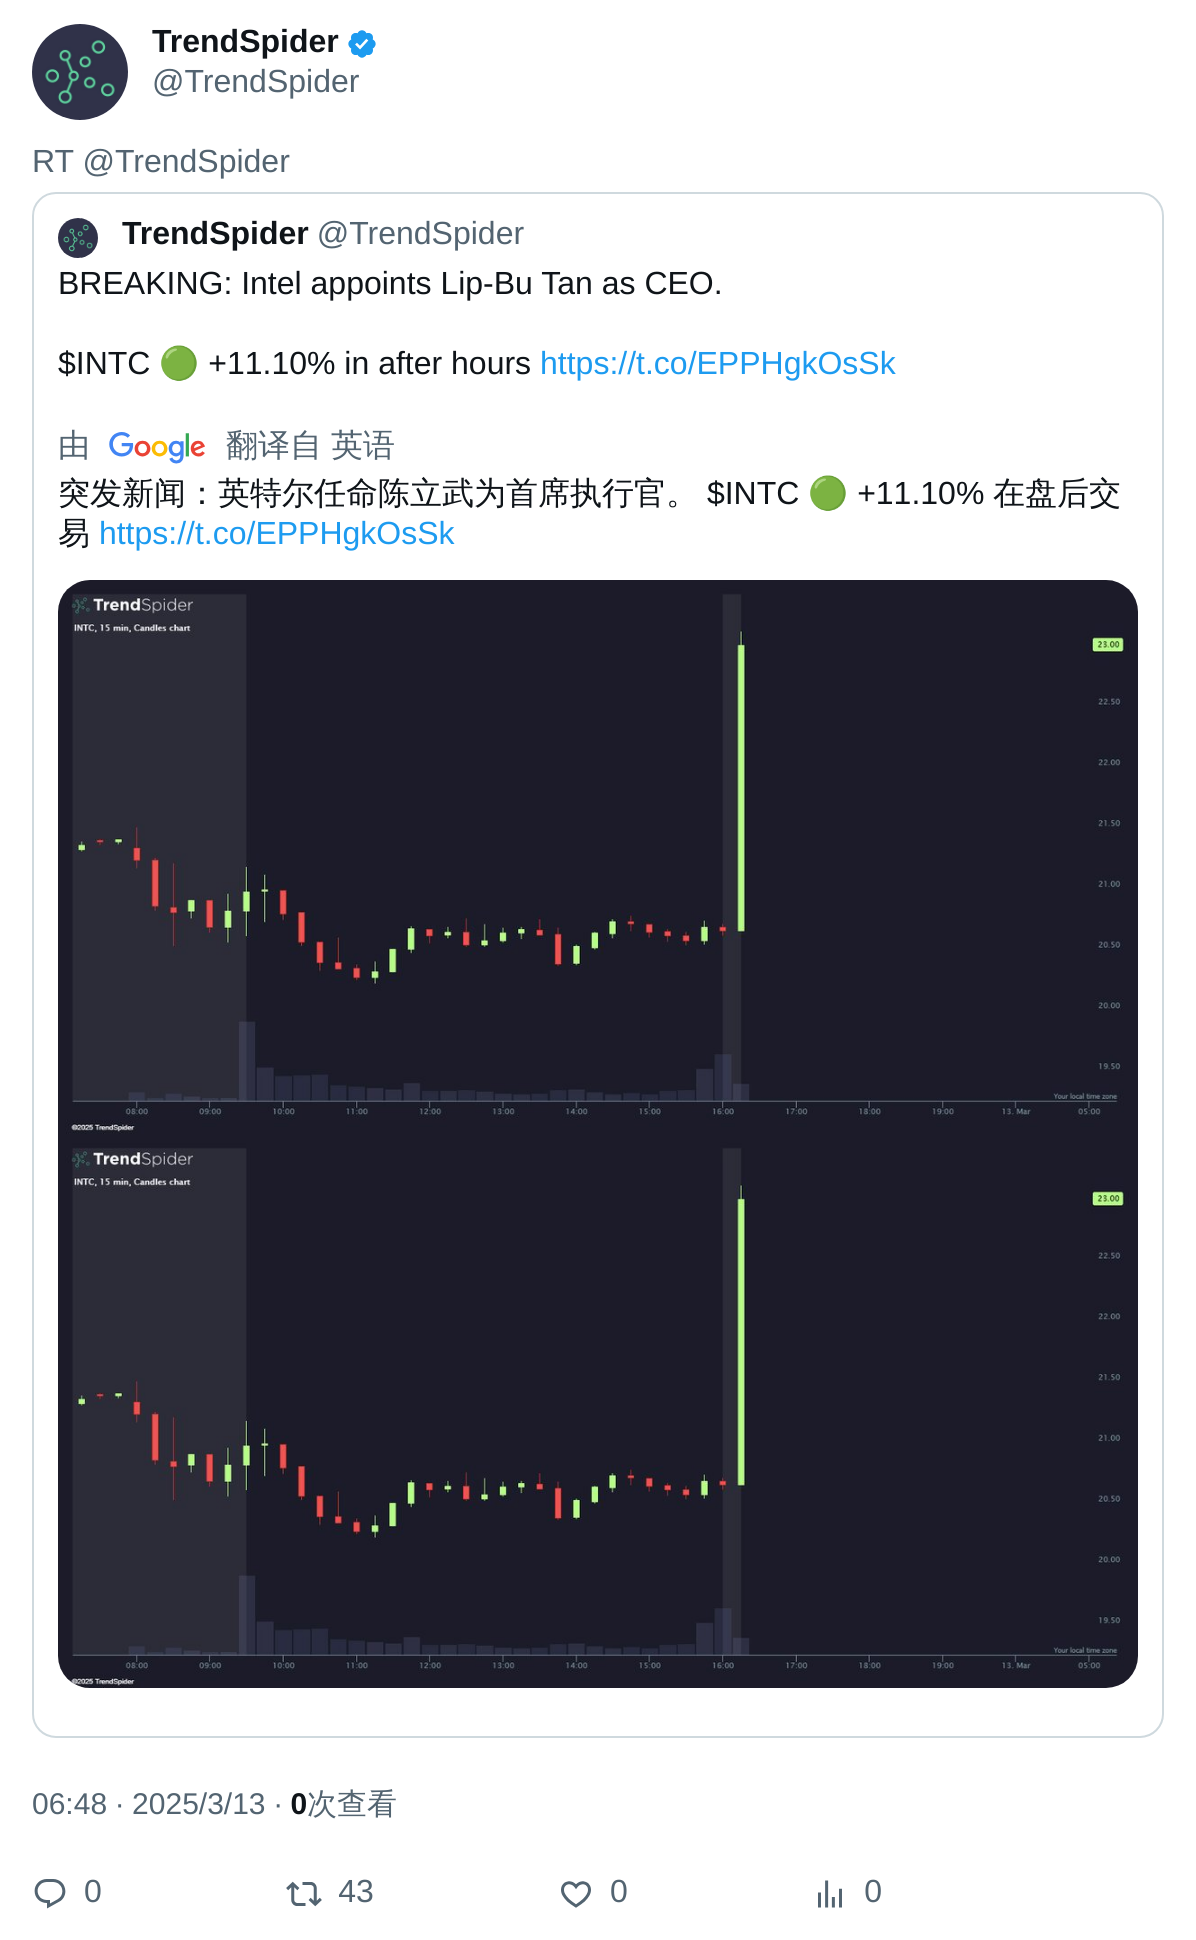 TrendSpider
@TrendSpider
RT @TrendSpider
TrendSpider @TrendSpider
BREAKING: Intel appoints Lip-Bu Tan as CEO.
$INTC 🟢 +11.10% in after hours https://t.co/EPPHgkOsSk
由 Google 翻译自 英语
突发新闻：英特尔任命陈立武为首席执行官。 $INTC 🟢 +11.10% 在盘后交
易 https://t.co/EPPHgkOsSk
TrendSpider
INTC, 15 min, Candles chart
23.00
22.50
22.00
21.50
21.00
20.50
20.00
19.50
Your local time zone
08:00 09:00 10:00 11:00 12:00 13:00 14:00 15:00 16:00 17:00 18:00 19:00 13. Mar 05:00
©2025 TrendSpider
TrendSpider
INTC, 15 min, Candles chart
23.00
22.50
22.00
21.50
21.00
20.50
20.00
19.50
Your local time zone
08:00 09:00 10:00 11:00 12:00 13:00 14:00 15:00 16:00 17:00 18:00 19:00 13. Mar 05:00
©2025 TrendSpider
06:48 · 2025/3/13 · 0次查看
0 43 0 0